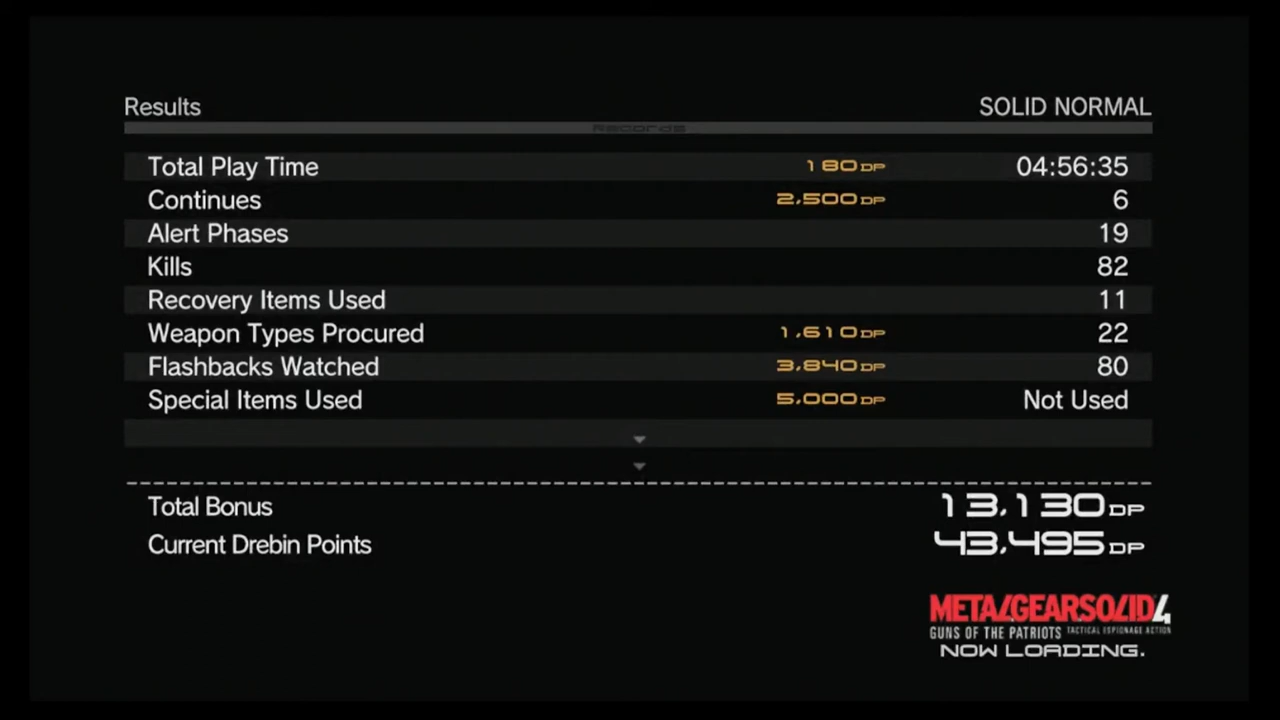 Results SOLID NORMAL
Records
Total Play Time 180DP 04:56:35
Continues 2,500DP 6
Alert Phases 19
Kills 82
Recovery Items Used 11
Weapon Types Procured 1,610DP 22
Flashbacks Watched 3,840DP 80
Special Items Used 5,000DP Not Used
Total Bonus 13,130DP
Current Drebin Points 43,495DP
METAL GEAR SOLID 4
GUNS OF THE PATRIOTS TACTICAL ESPIONAGE ACTION
NOW LOADING.